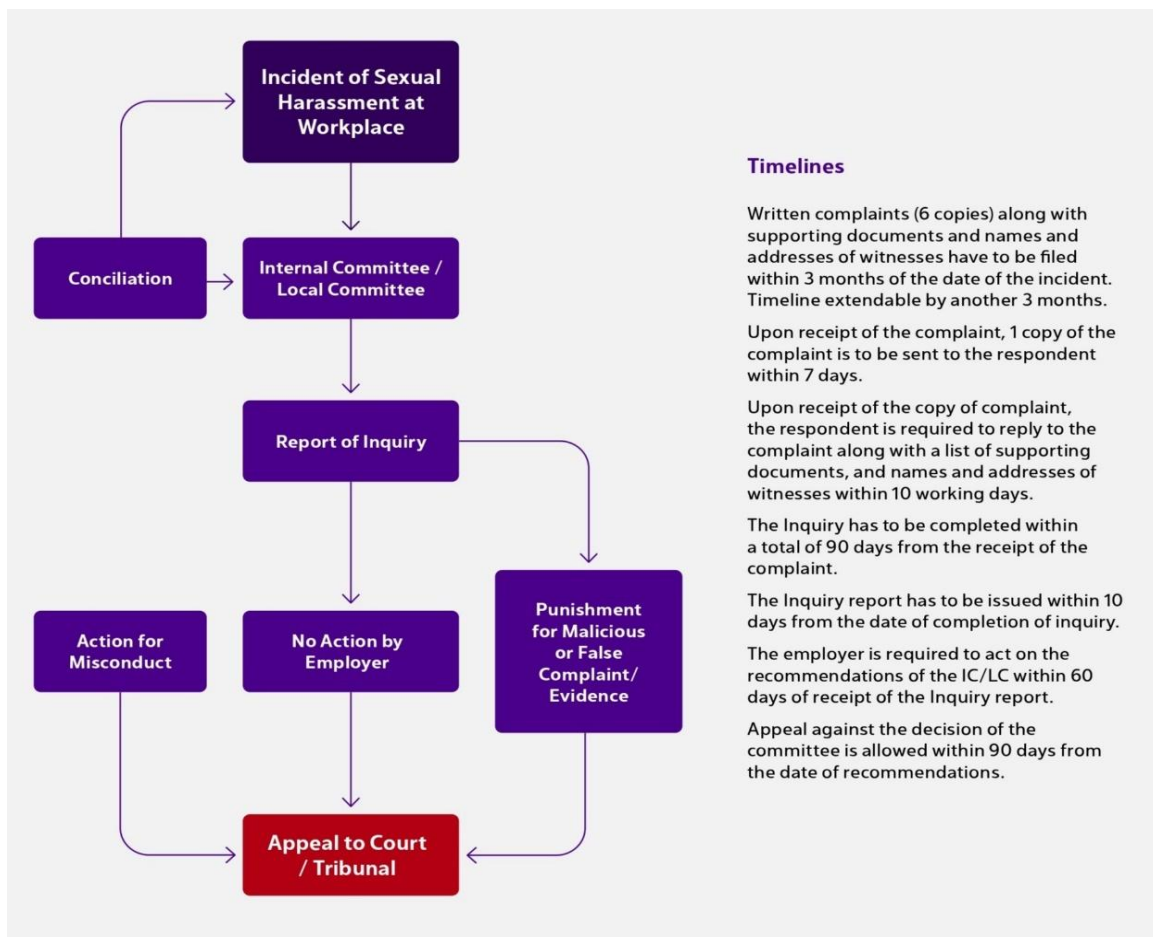 Incident of Sexual
Harassment at
Workplace
Conciliation
Internal Committee /
Local Committee
Report of Inquiry
Action for
Misconduct
No Action by
Employer
Punishment
for Malicious
or False
Complaint/
Evidence
Appeal to Court
/ Tribunal
Timelines
Written complaints (6 copies) along with
supporting documents and names and
addresses of witnesses have to be filed
within 3 months of the date of the incident.
Timeline extendable by another 3 months.
Upon receipt of the complaint, 1 copy of the
complaint is to be sent to the respondent
within 7 days.
Upon receipt of the copy of complaint,
the respondent is required to reply to the
complaint along with a list of supporting
documents, and names and addresses of
witnesses within 10 working days.
The Inquiry has to be completed within
a total of 90 days from the receipt of the
complaint.
The Inquiry report has to be issued within 10
days from the date of completion of inquiry.
The employer is required to act on the
recommendations of the IC/LC within 60
days of receipt of the Inquiry report.
Appeal against the decision of the
committee is allowed within 90 days from
the date of recommendations.